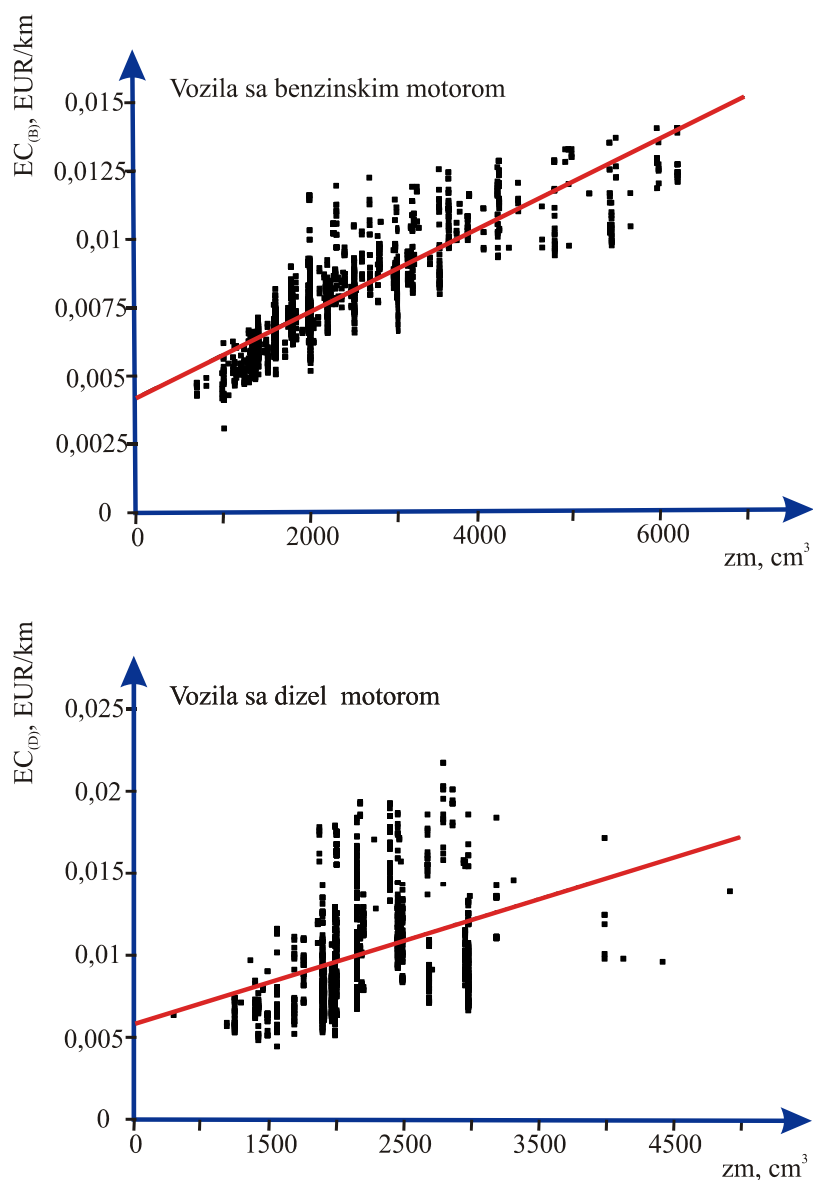 EC(B), EUR/km
Vozila sa benzinskim motorom
0,015
0,0125
0,01
0,0075
0,005
0,0025
0
0 2000 4000 6000
zm, cm³
EC(D), EUR/km
Vozila sa dizel motorom
0,025
0,02
0,015
0,01
0,005
0
0 1500 2500 3500 4500
zm, cm³